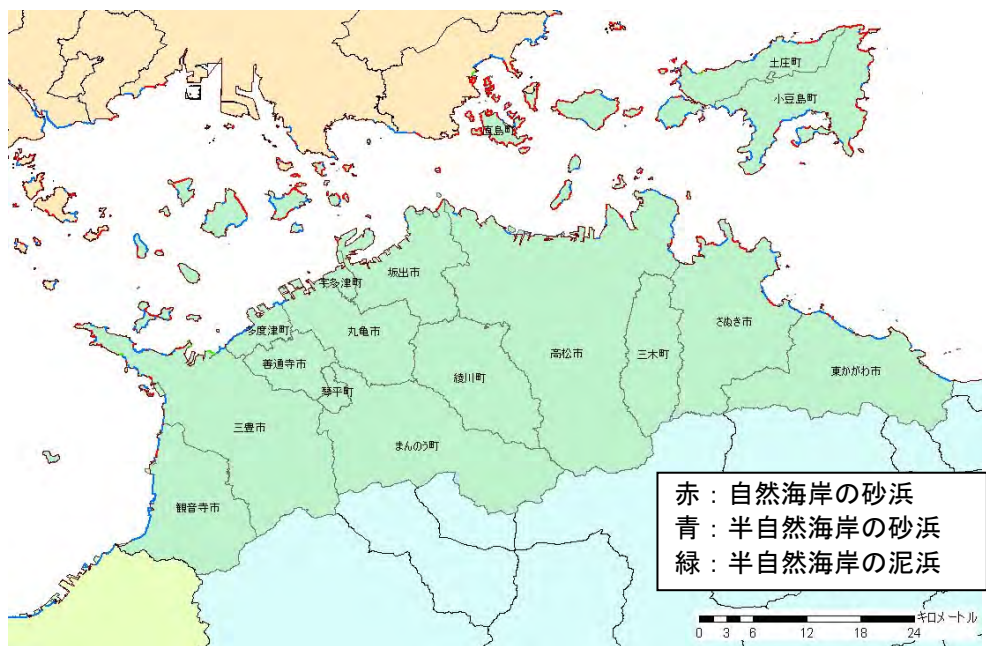 土庄町
小豆島町
直島町
坂出市
宇多津町
多度津町
丸亀市
さぬき市
善通寺市
高松市
三木町
琴平町
綾川町
東かがわ市
三豊市
まんのう町
観音寺市
赤：自然海岸の砂浜
青：半自然海岸の砂浜
緑：半自然海岸の泥浜
キロメートル
0 3 6 12 18 24